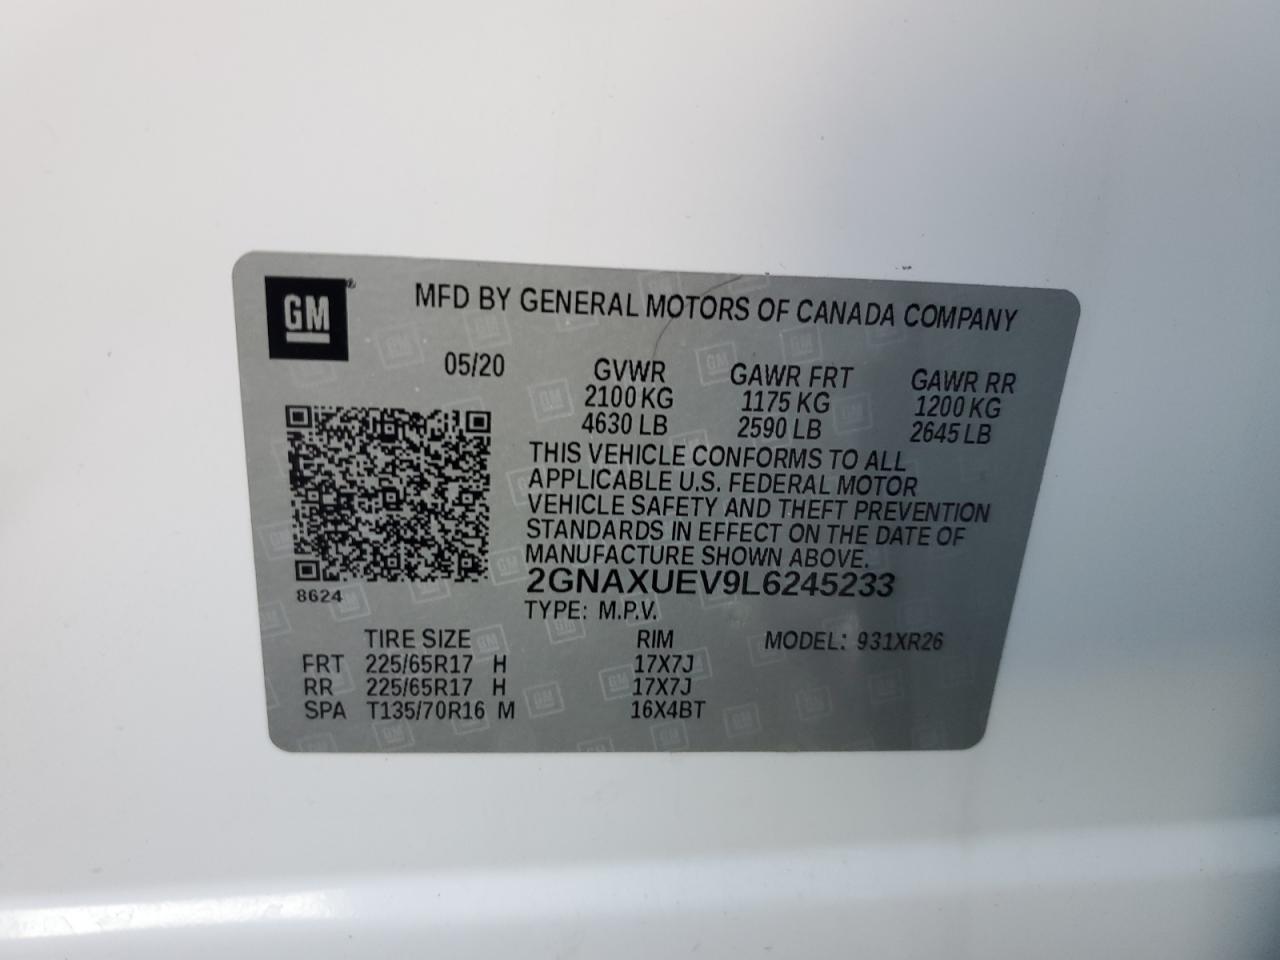 GM
MFD BY GENERAL MOTORS OF CANADA COMPANY
05/20 GVWR GAWR FRT GAWR RR
2100 KG 1175 KG 1200 KG
4630 LB 2590 LB 2645 LB
THIS VEHICLE CONFORMS TO ALL
APPLICABLE U.S. FEDERAL MOTOR
VEHICLE SAFETY AND THEFT PREVENTION
STANDARDS IN EFFECT ON THE DATE OF
MANUFACTURE SHOWN ABOVE.
2GNAXUEV9L6245233
8624
TYPE: M.P.V.
TIRE SIZE RIM MODEL: 931XR26
FRT 225/65R17 H 17X7J
RR 225/65R17 H 17X7J
SPA T135/70R16 M 16X4BT